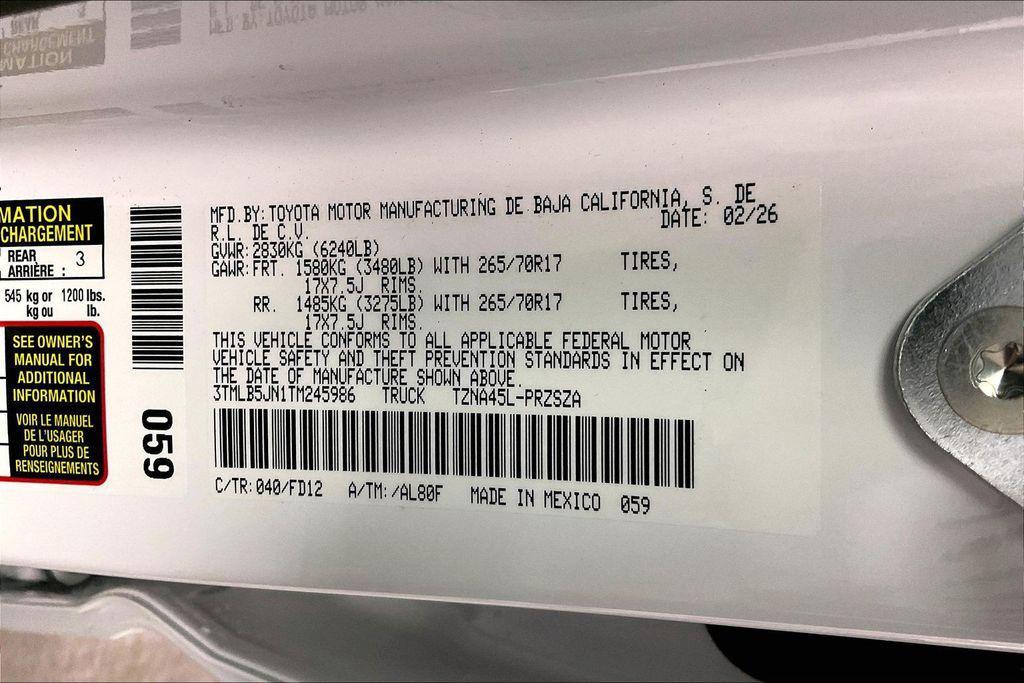 MATION
CHARGEMENT
REAR
ARRIÈRE : 3
545 kg or 1200 lbs.
kg ou lb.
SEE OWNER'S
MANUAL FOR
ADDITIONAL
INFORMATION
VOIR LE MANUEL
DE L'USAGER
POUR PLUS DE
RENSEIGNEMENTS
059
MFD.BY:TOYOTA MOTOR MANUFACTURING DE BAJA CALIFORNIA, S. DE
R.L. DE C.V. DATE: 02/26
GVWR:2830KG (6240LB)
GAWR:FRT. 1580KG (3480LB) WITH 265/70R17 TIRES,
17X7.5J RIMS.
RR. 1485KG (3275LB) WITH 265/70R17 TIRES,
17X7.5J RIMS.
THIS VEHICLE CONFORMS TO ALL APPLICABLE FEDERAL MOTOR
VEHICLE SAFETY AND THEFT PREVENTION STANDARDS IN EFFECT ON
THE DATE OF MANUFACTURE SHOWN ABOVE.
3TMLB5JN1TM245986 TRUCK TZNA45L-PRZSZA
C/TR:040/FD12 A/TM:/AL80F MADE IN MEXICO 059